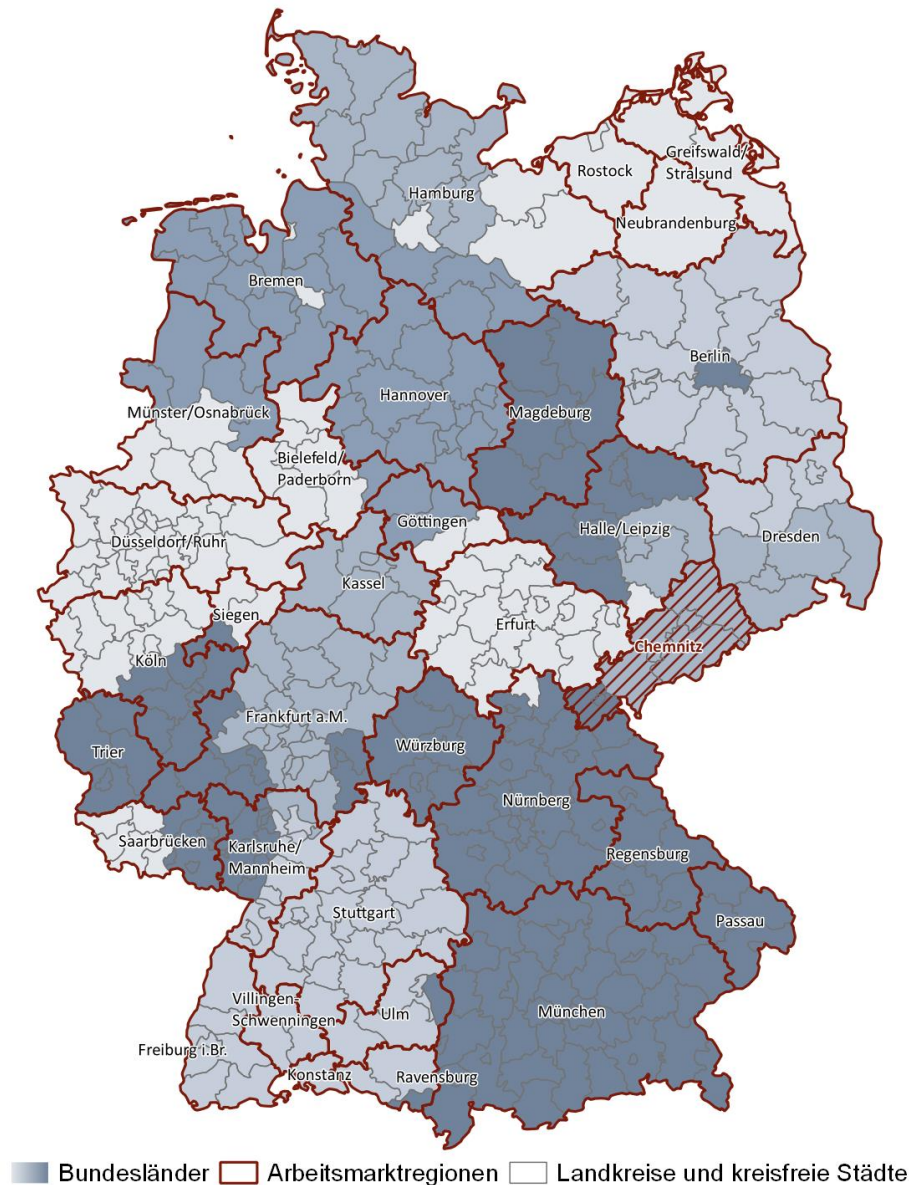 Hamburg
Greifswald/
Stralsund
Rostock
Neubrandenburg
Bremen
Berlin
Hannover
Münster/Osnabrück
Magdeburg
Bielefeld/
Paderborn
Göttingen
Halle/Leipzig
Dresden
Düsseldorf/Ruhr
Kassel
Siegen
Erfurt
Chemnitz
Köln
Frankfurt a.M.
Trier
Würzburg
Nürnberg
Saarbrücken
Karlsruhe/
Mannheim
Regensburg
Stuttgart
Passau
Villingen-
Schwenningen
Ulm
München
Freiburg i.Br.
Konstanz
Ravensburg
Bundesländer Arbeitsmarktregionen Landkreise und kreisfreie Städte